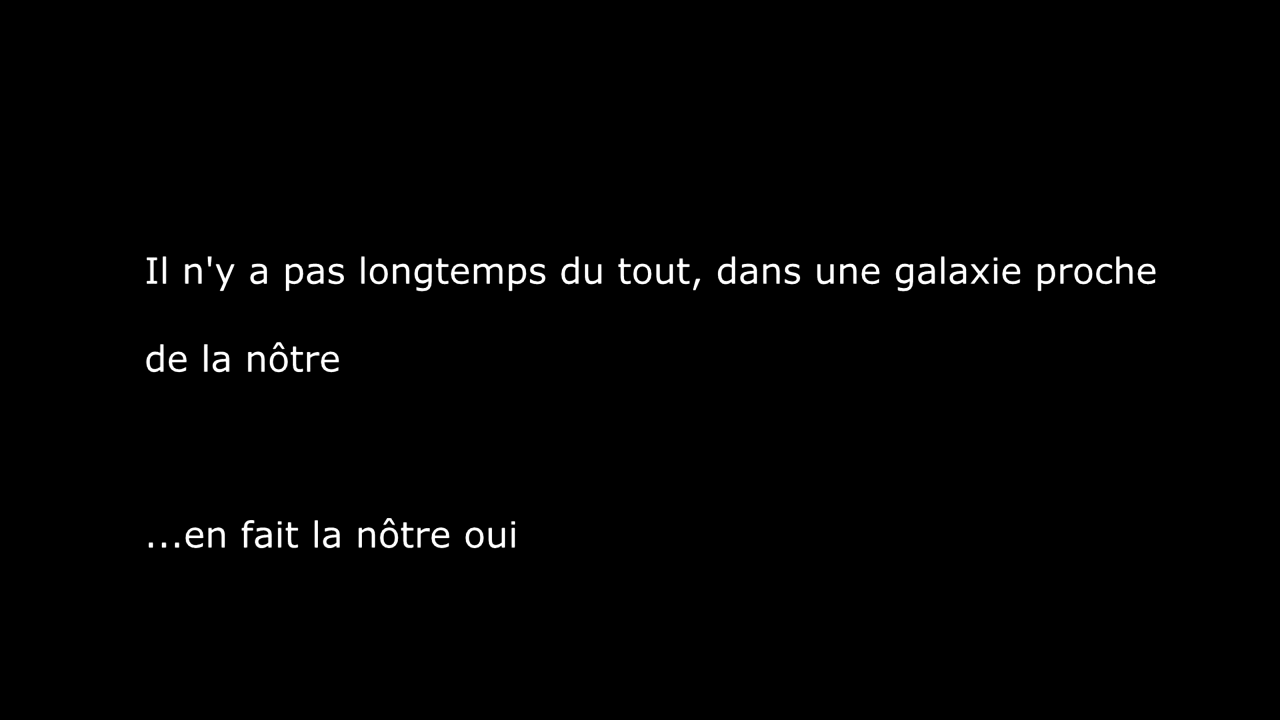 Il n'y a pas longtemps du tout, dans une galaxie proche
de la nôtre
...en fait la nôtre oui